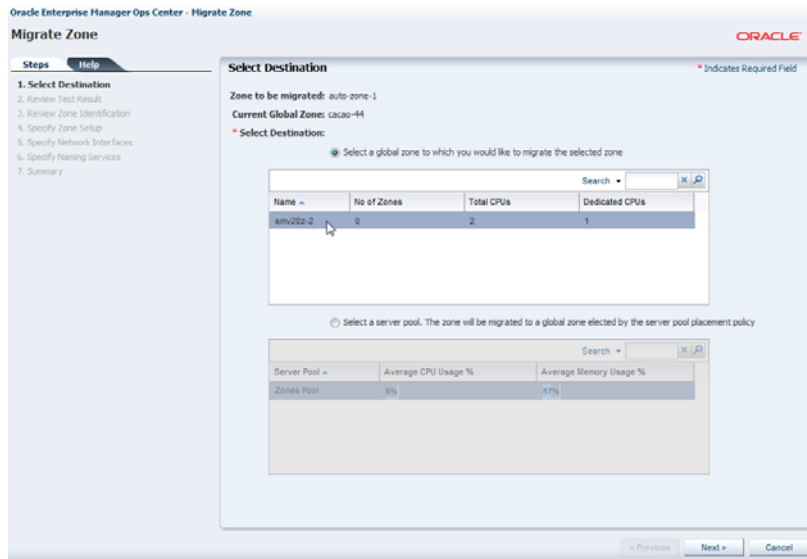 Oracle Enterprise Manager Ops Center - Migrate Zone
Migrate Zone
ORACLE
Steps Help
1. Select Destination
2. Review Test Result
3. Review Zone Identification
4. Specify Zone Setup
5. Specify Network Interfaces
6. Specify Naming Services
7. Summary
Select Destination
* Indicates Required Field
Zone to be migrated: auto-zone-1
Current Global Zone: cacao-44
* Select Destination:
Select a global zone to which you would like to migrate the selected zone
Search
Name No of Zones Total CPUs Dedicated CPUs
smv20z-2 0 2 1
Select a server pool. The zone will be migrated to a global zone elected by the server pool placement policy
Search
Server Pool Average CPU Usage % Average Memory Usage %
Zones Pool 6% 57%
< Previous Next > Cancel